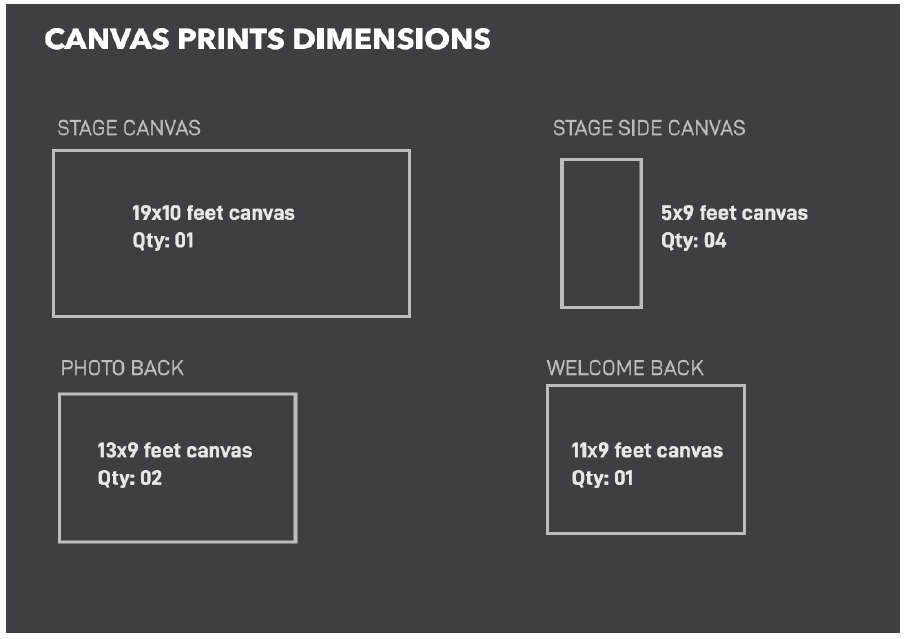 CANVAS PRINTS DIMENSIONS
STAGE CANVAS
19x10 feet canvas
Qty: 01
STAGE SIDE CANVAS
5x9 feet canvas
Qty: 04
PHOTO BACK
13x9 feet canvas
Qty: 02
WELCOME BACK
11x9 feet canvas
Qty: 01